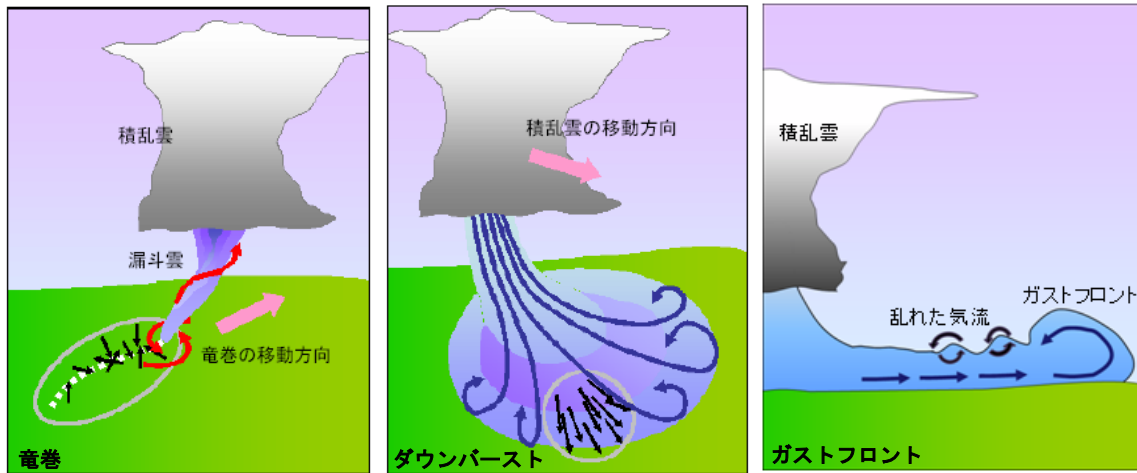 積乱雲
漏斗雲
竜巻の移動方向
竜巻
積乱雲の移動方向
ダウンバースト
積乱雲
ガストフロント
乱れた気流
ガストフロント